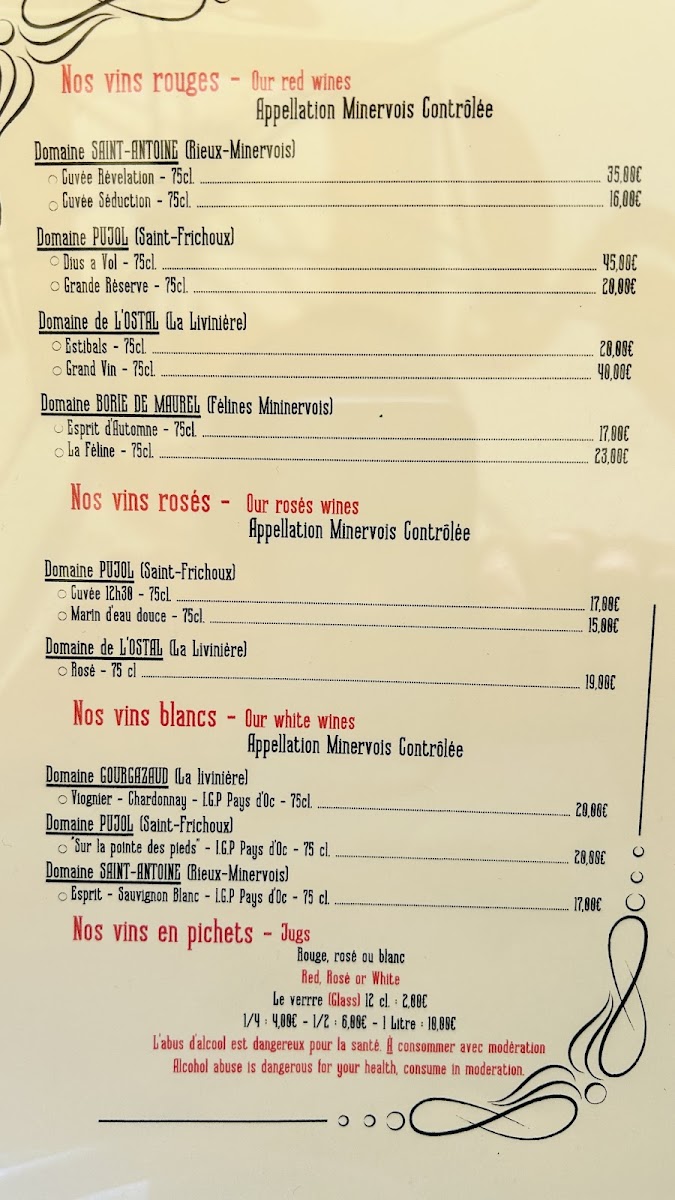 Nos vins rouges - Our red wines
Appellation Minervois Contrôlée
Domaine SAINT-ANTOINE (Rieux-Minervois)
Cuvée Révelation - 75cl. 35,00€
Cuvée Séduction - 75cl. 16,00€
Domaine PUJOL (Saint-Frichoux)
Dius a Vol - 75cl. 45,00€
Grande Réserve - 75cl. 20,00€
Domaine de L'OSTAL (La Livinière)
Estibals - 75cl. 20,00€
Grand Vin - 75cl. 40,00€
Domaine BORIE DE MAUREL (Félines Mininervois)
Esprit d'Automne - 75cl. 17,00€
La Féline - 75cl. 23,00€
Nos vins rosés - Our rosés wines
Appellation Minervois Contrôlée
Domaine PUJOL (Saint-Frichoux)
Cuvée 12h30 - 75cl. 17,00€
Marin d'eau douce - 75cl. 15,00€
Domaine de L'OSTAL (La Livinière)
Rosé - 75 cl 19,00€
Nos vins blancs - Our white wines
Appellation Minervois Contrôlée
Domaine GOURGAZAUD (La livinière)
Viognier - Chardonnay - I.G.P Pays d'Oc - 75cl. 20,00€
Domaine PUJOL (Saint-Frichoux)
"Sur la pointe des pieds" - I.G.P Pays d'Oc - 75 cl. 20,00€
Domaine SAINT-ANTOINE (Rieux-Minervois)
Esprit - Sauvignon Blanc - I.G.P Pays d'Oc - 75 cl. 17,00€
Nos vins en pichets - Jugs
Rouge, rosé ou blanc
Red, Rosé or White
Le verrre (Glass) 12 cl. : 2,00€
1/4 : 4,00€ - 1/2 : 6,00€ - 1 Litre : 10,00€
L'abus d'alcool est dangereux pour la santé. À consommer avec modération
Alcohol abuse is dangerous for your health, consume in moderation.